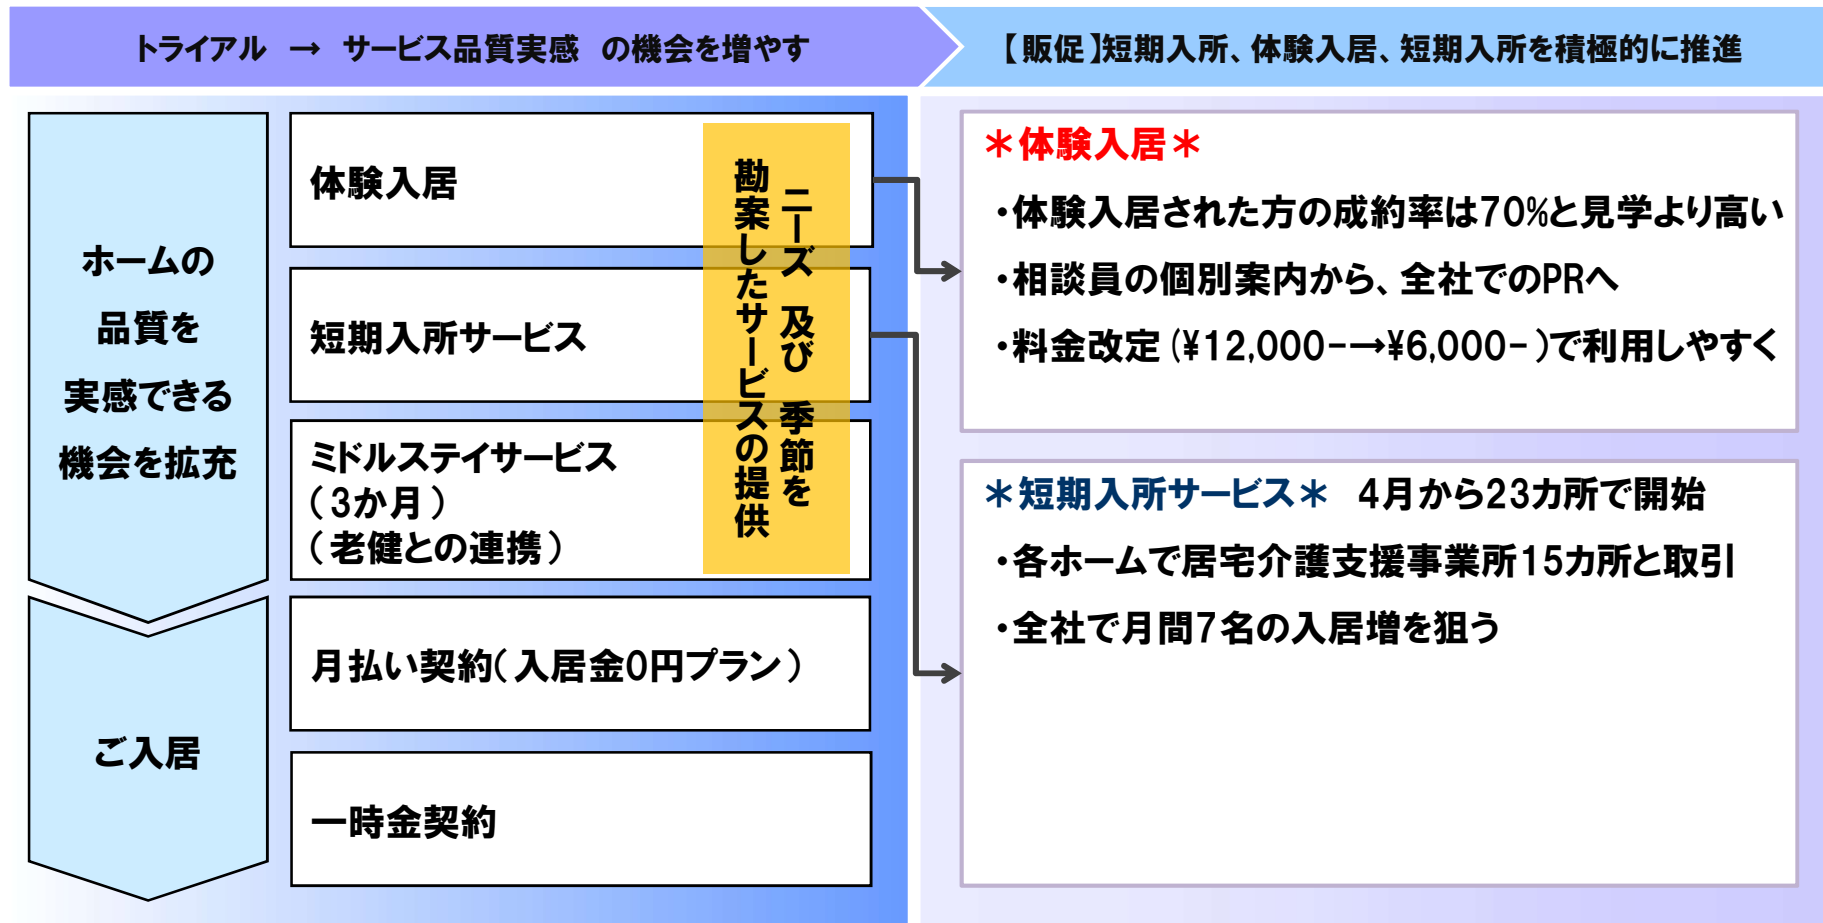 トライアル → サービス品質実感 の機会を増やす
【販促】短期入所、体験入居、短期入所を積極的に推進
ホームの
品質を
実感できる
機会を拡充
ご入居
体験入居
短期入所サービス
ミドルステイサービス
(3か月)
(老健との連携)
月払い契約(入居金0円プラン)
一時金契約
ニーズ 及び 季節を
勘案したサービスの提供
＊体験入居＊
・体験入居された方の成約率は70%と見学より高い
・相談員の個別案内から、全社でのPRへ
・料金改定(¥12,000-→¥6,000-)で利用しやすく
＊短期入所サービス＊ 4月から23カ所で開始
・各ホームで居宅介護支援事業所15カ所と取引
・全社で月間7名の入居増を狙う